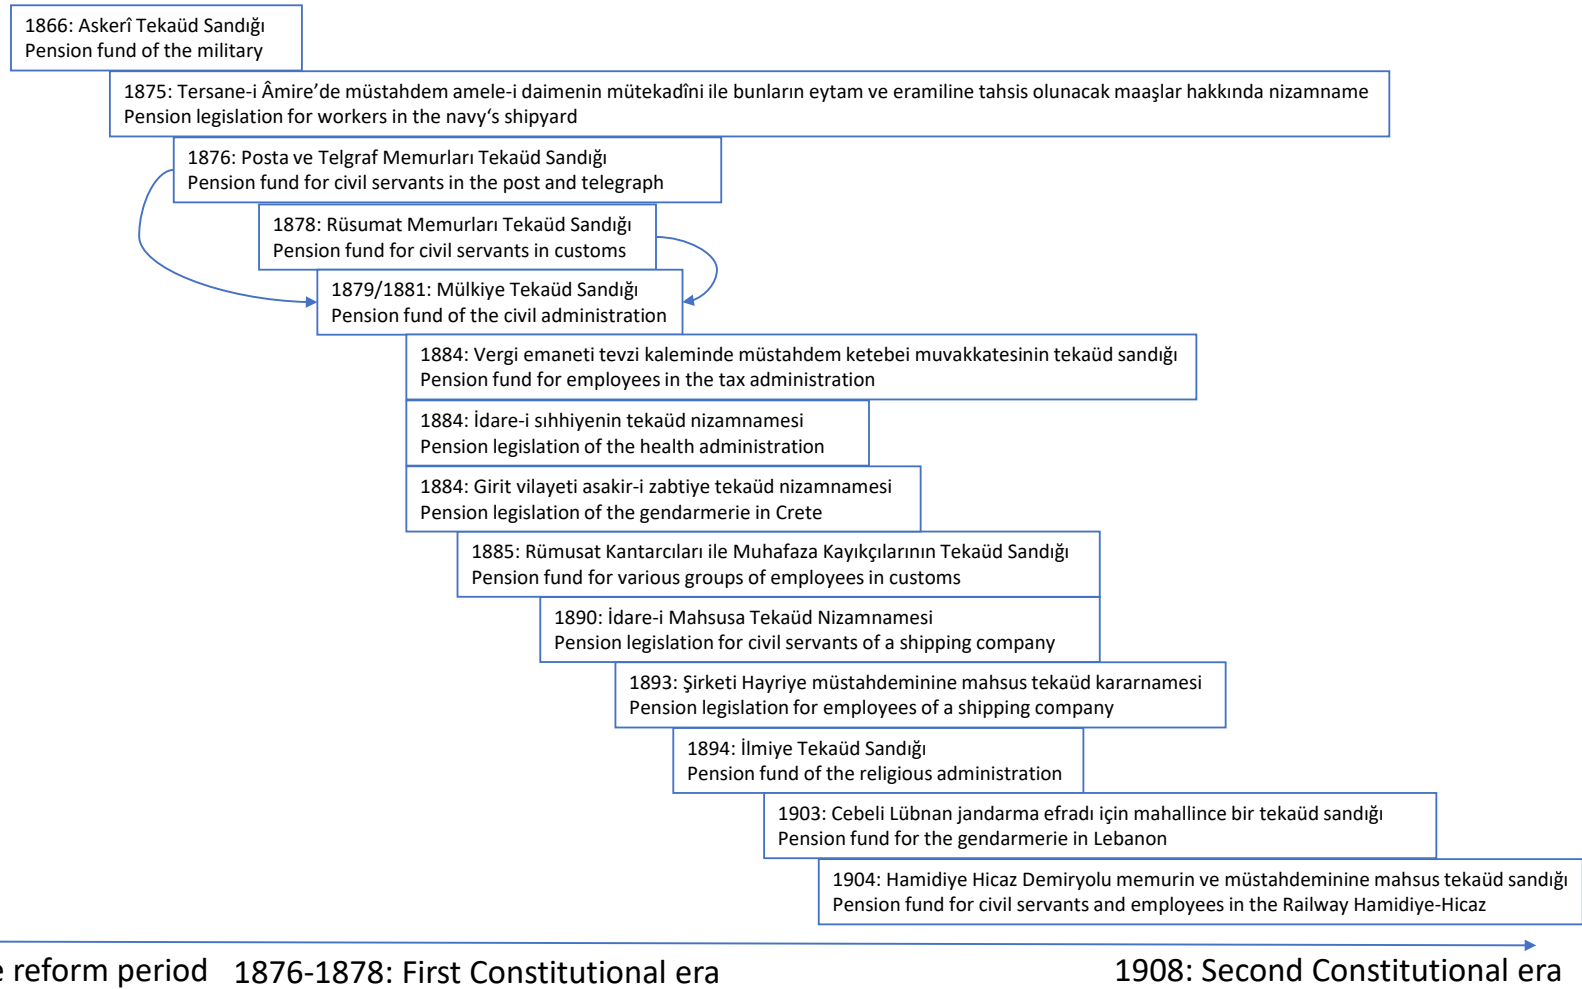 1866: Askerî Tekaüd Sandığı
Pension fund of the military
1875: Tersane-i Âmire’de müstahdem amele-i daimenin mütekadîni ile bunların eytam ve eramiline tahsis olunacak maaşlar hakkında nizamname
Pension legislation for workers in the navy‘s shipyard
1876: Posta ve Telgraf Memurları Tekaüd Sandığı
Pension fund for civil servants in the post and telegraph
1878: Rüsumat Memurları Tekaüd Sandığı
Pension fund for civil servants in customs
1879/1881: Mülkiye Tekaüd Sandığı
Pension fund of the civil administration
1884: Vergi emaneti tevzi kaleminde müstahdem ketebei muvakkatesinin tekaüd sandığı
Pension fund for employees in the tax administration
1884: İdare-i sıhhiyenin tekaüd nizamnamesi
Pension legislation of the health administration
1884: Girit vilayeti asakir-i zabtiye tekaüd nizamnamesi
Pension legislation of the gendarmerie in Crete
1885: Rümusat Kantarcıları ile Muhafaza Kayıkçılarının Tekaüd Sandığı
Pension fund for various groups of employees in customs
1890: İdare-i Mahsusa Tekaüd Nizamnamesi
Pension legislation for civil servants of a shipping company
1893: Şirketi Hayriye müstahdeminine mahsus tekaüd kararnamesi
Pension legislation for employees of a shipping company
1894: İlmiye Tekaüd Sandığı
Pension fund of the religious administration
1903: Cebeli Lübnan jandarma efradı için mahallince bir tekaüd sandığı
Pension fund for the gendarmerie in Lebanon
1904: Hamidiye Hicaz Demiryolu memurin ve müstahdeminine mahsus tekaüd sandığı
Pension fund for civil servants and employees in the Railway Hamidiye-Hicaz
e reform period 1876-1878: First Constitutional era 1908: Second Constitutional era